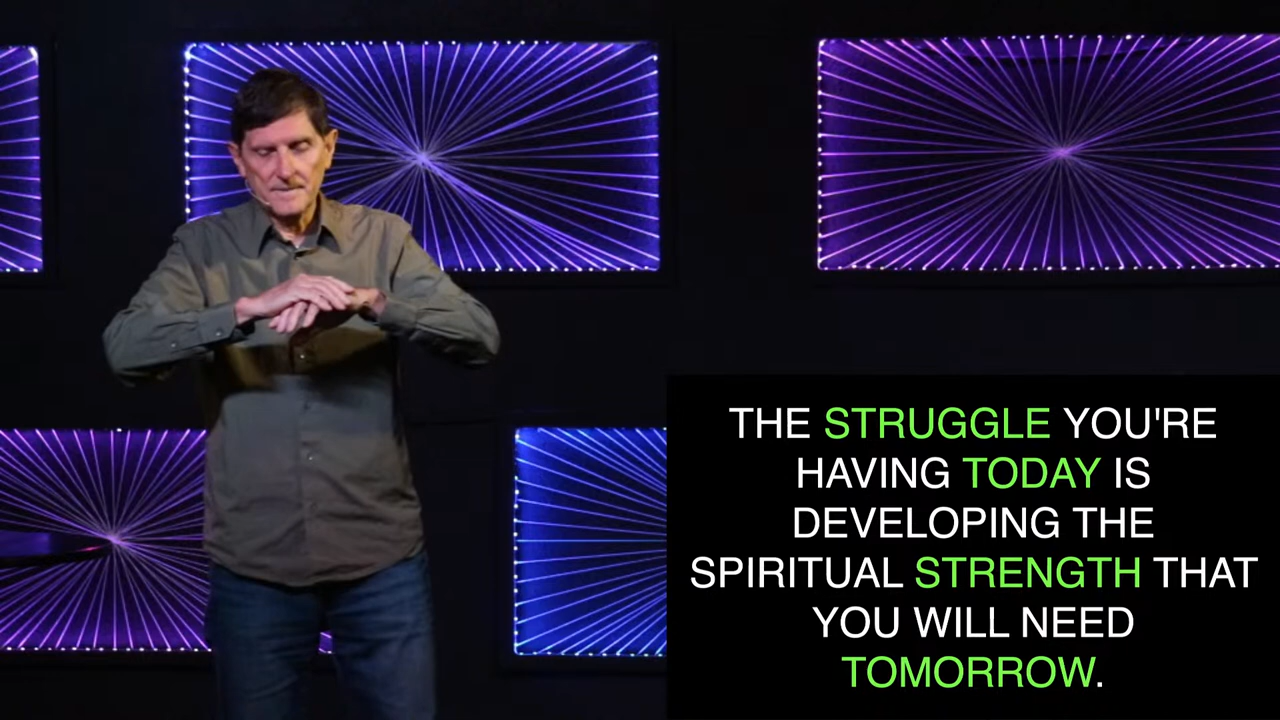 THE STRUGGLE YOU'RE
HAVING TODAY IS
DEVELOPING THE
SPIRITUAL STRENGTH THAT
YOU WILL NEED
TOMORROW.